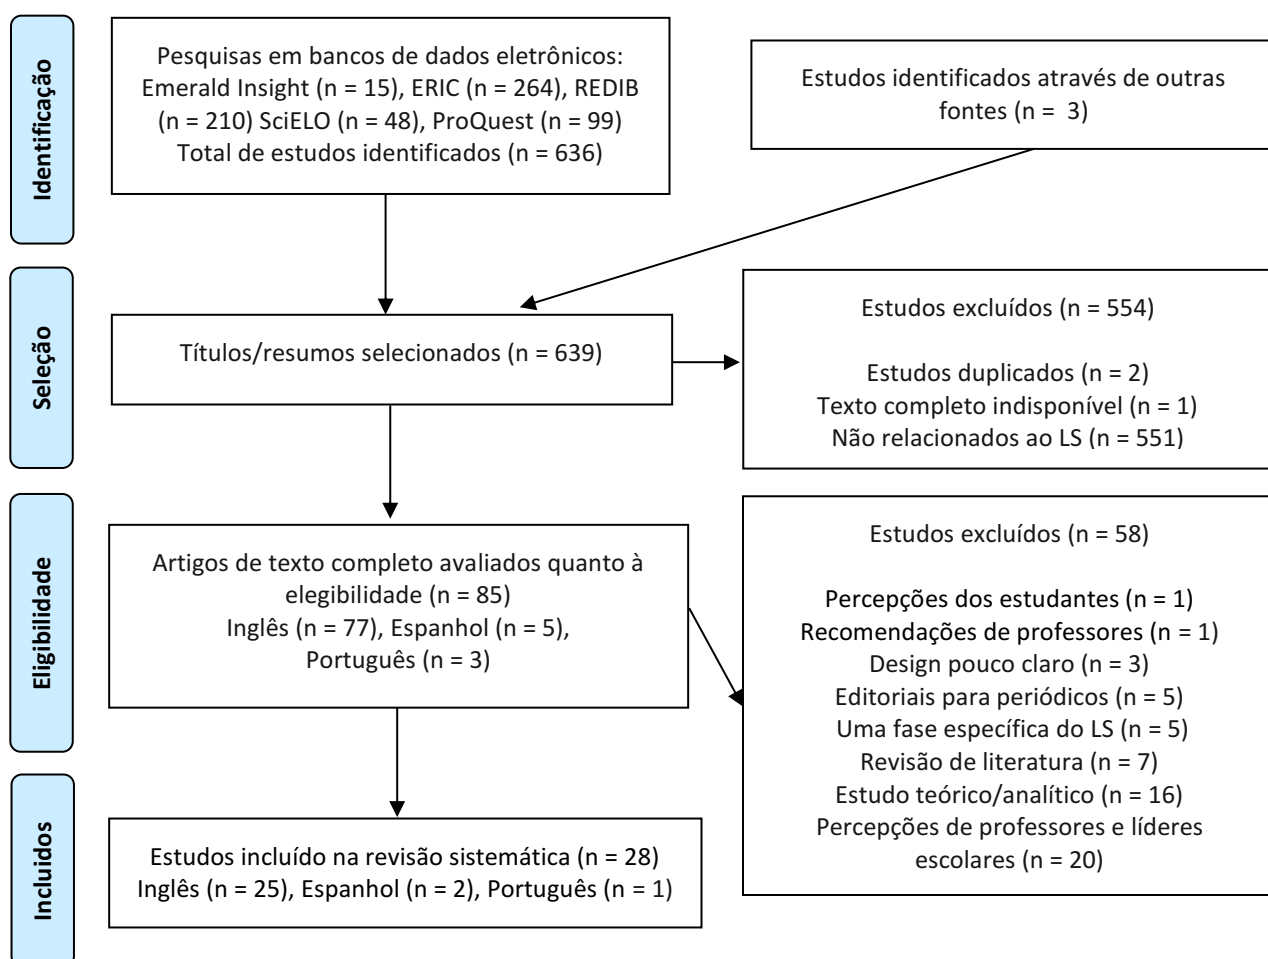 Identificação
Pesquisas em bancos de dados eletrônicos:
Emerald Insight (n = 15), ERIC (n = 264), REDIB
(n = 210) SciELO (n = 48), ProQuest (n = 99)
Total de estudos identificados (n = 636)
Estudos identificados através de outras
fontes (n = 3)
Seleção
Títulos/resumos selecionados (n = 639)
Estudos excluídos (n = 554)
Estudos duplicados (n = 2)
Texto completo indisponível (n = 1)
Não relacionados ao LS (n = 551)
Eligibilidade
Artigos de texto completo avaliados quanto à
elegibilidade (n = 85)
Inglês (n = 77), Espanhol (n = 5),
Português (n = 3)
Estudos excluídos (n = 58)
Percepções dos estudantes (n = 1)
Recomendações de professores (n = 1)
Design pouco claro (n = 3)
Editoriais para periódicos (n = 5)
Uma fase específica do LS (n = 5)
Revisão de literatura (n = 7)
Estudo teórico/analítico (n = 16)
Percepções de professores e líderes
escolares (n = 20)
Incluidos
Estudos incluído na revisão sistemática (n = 28)
Inglês (n = 25), Espanhol (n = 2), Português (n = 1)